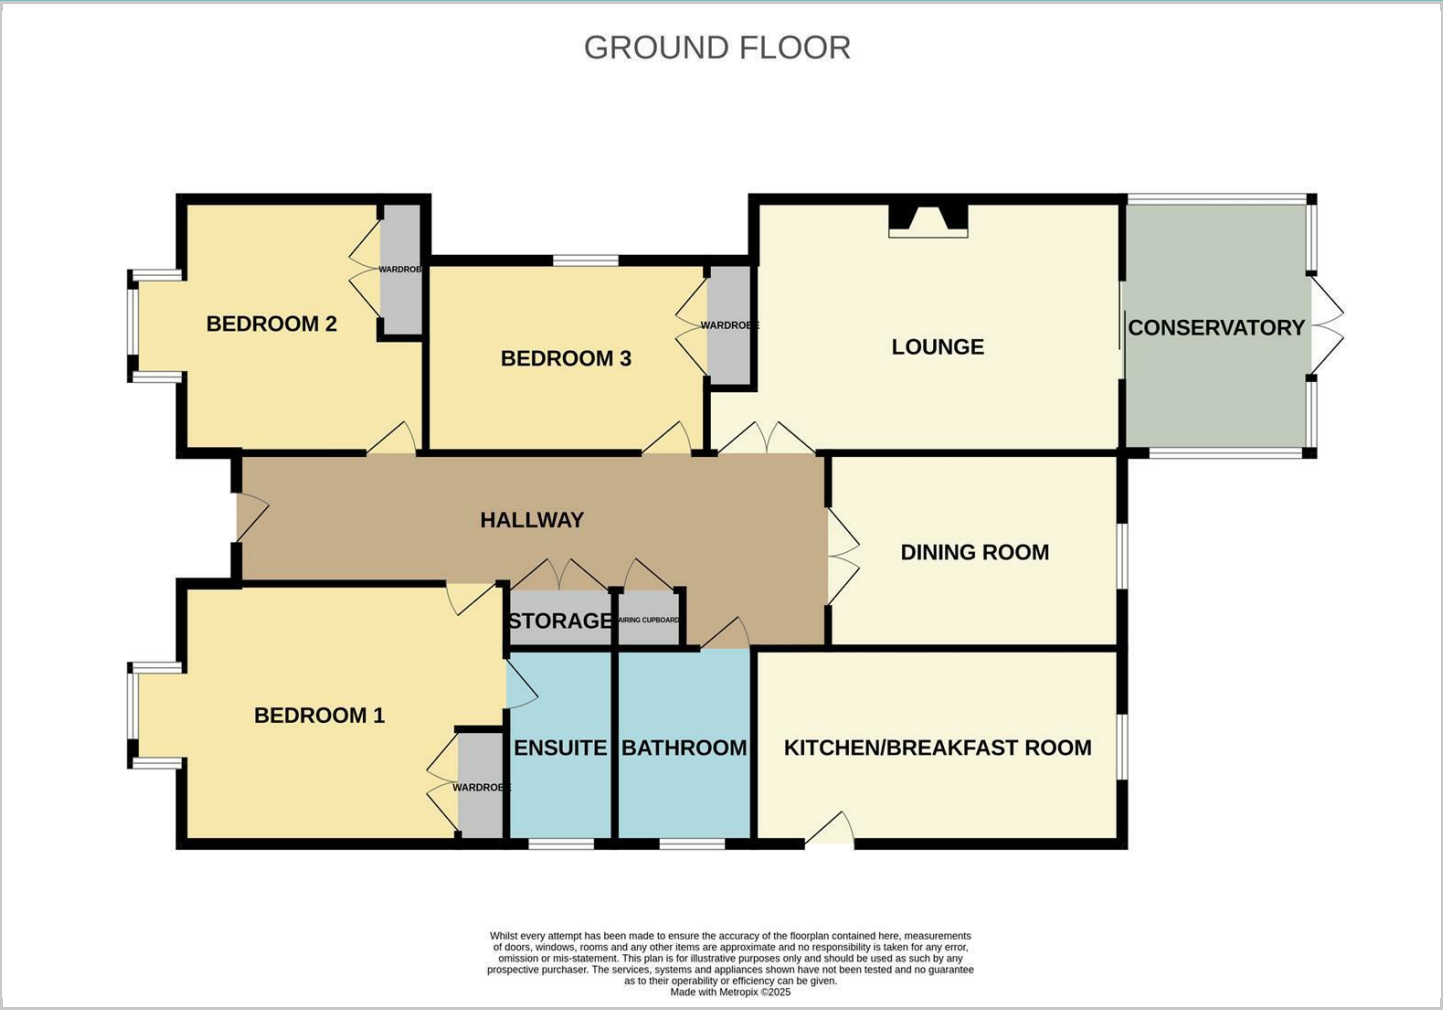 GROUND FLOOR
WARDROB
BEDROOM 2
WARDROBE
CONSERVATORY
LOUNGE
BEDROOM 3
HALLWAY
DINING ROOM
STORAGE
AIRING CUPBOARD
BEDROOM 1
ENSUITE
BATHROOM
KITCHEN/BREAKFAST ROOM
WARDROBE
Whilst every attempt has been made to ensure the accuracy of the floorplan contained here, measurements
of doors, windows, rooms and any other items are approximate and no responsibility is taken for any error,
omission or mis-statement. This plan is for illustrative purposes only and should be used as such by any
prospective purchaser. The services, systems and appliances shown have not been tested and no guarantee
as to their operability or efficiency can be given.
Made with Metropix ©2025